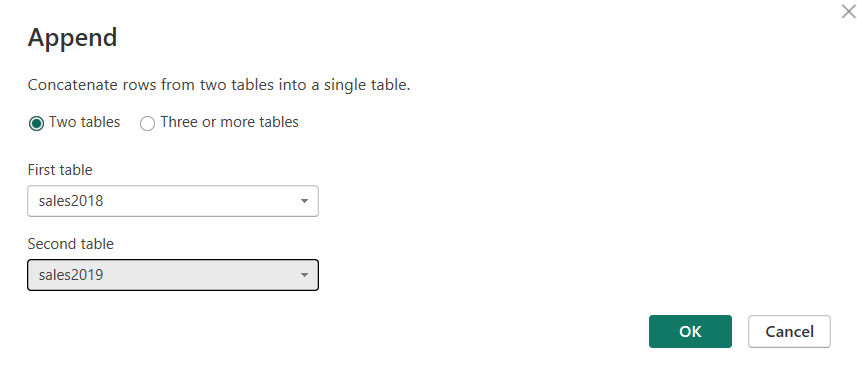 Append
Concatenate rows from two tables into a single table.
Two tables Three or more tables
First table
sales2018
Second table
sales2019
OK Cancel